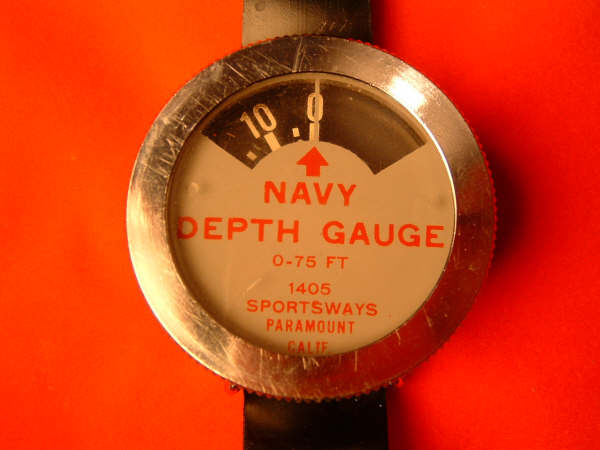 10 0
NAVY
DEPTH GAUGE
0-75 FT
1405
SPORTSWAYS
PARAMOUNT
CALIF